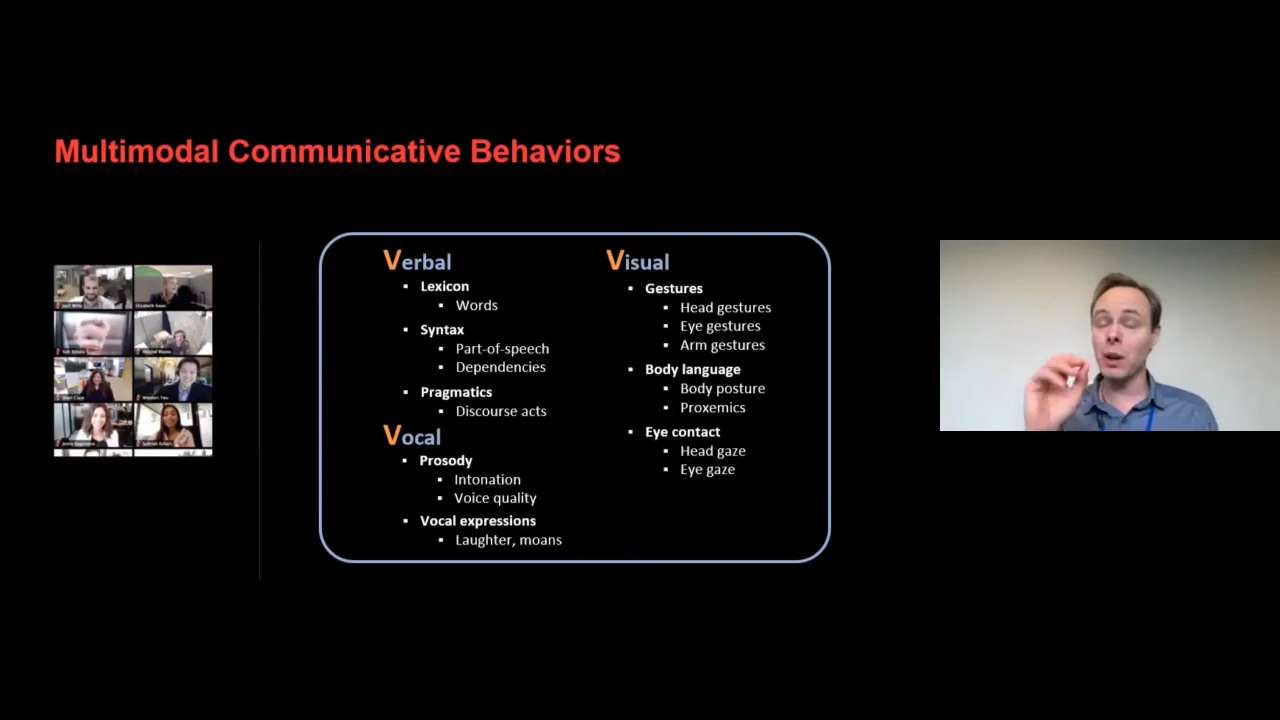 Multimodal Communicative Behaviors
Verbal
Lexicon
Words
Syntax
Part-of-speech
Dependencies
Pragmatics
Discourse acts
Vocal
Prosody
Intonation
Voice quality
Vocal expressions
Laughter, moans
Visual
Gestures
Head gestures
Eye gestures
Arm gestures
Body language
Body posture
Proxemics
Eye contact
Head gaze
Eye gaze